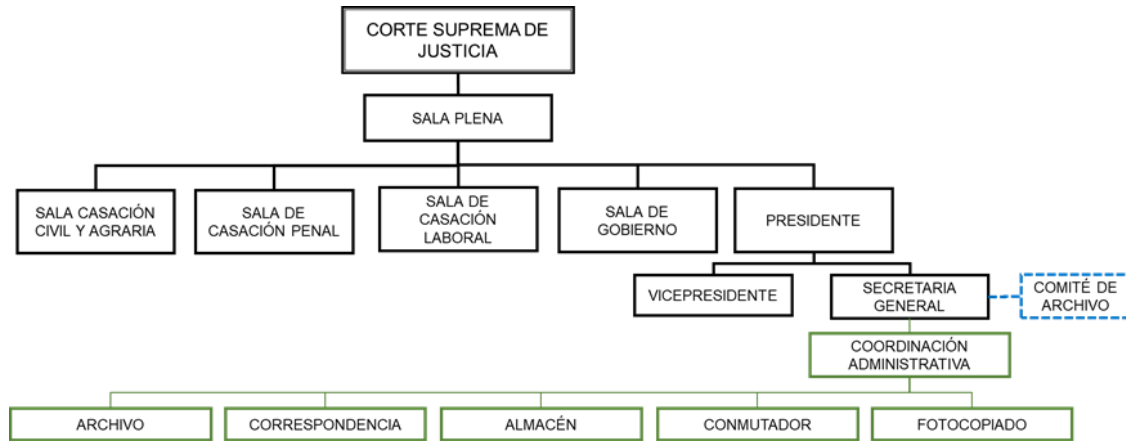 CORTE SUPREMA DE
JUSTICIA
SALA PLENA
SALA CASACIÓN
CIVIL Y AGRARIA
SALA DE
CASACIÓN PENAL
SALA DE
CASACIÓN
LABORAL
SALA DE
GOBIERNO
PRESIDENTE
VICEPRESIDENTE
SECRETARIA
GENERAL
COMITÉ DE
ARCHIVO
COORDINACIÓN
ADMINISTRATIVA
ARCHIVO
CORRESPONDENCIA
ALMACÉN
CONMUTADOR
FOTOCOPIADO